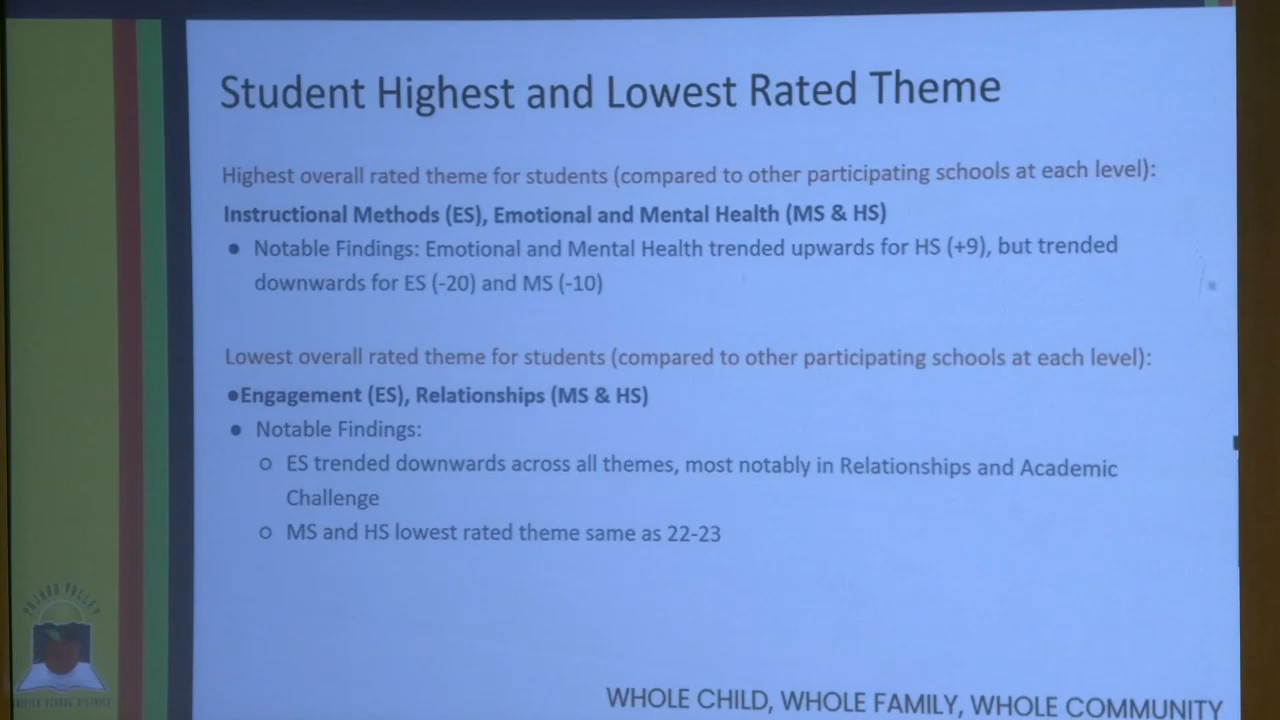 Student Highest and Lowest Rated Theme
Highest overall rated theme for students (compared to other participating schools at each level):
Instructional Methods (ES), Emotional and Mental Health (MS & HS)
● Notable Findings: Emotional and Mental Health trended upwards for HS (+9), but trended
downwards for ES (-20) and MS (-10)
Lowest overall rated theme for students (compared to other participating schools at each level):
●Engagement (ES), Relationships (MS & HS)
● Notable Findings:
○ ES trended downwards across all themes, most notably in Relationships and Academic
Challenge
○ MS and HS lowest rated theme same as 22-23
PAJARO VALLEY
UNIFIED SCHOOL DISTRICT
WHOLE CHILD, WHOLE FAMILY, WHOLE COMMUNITY